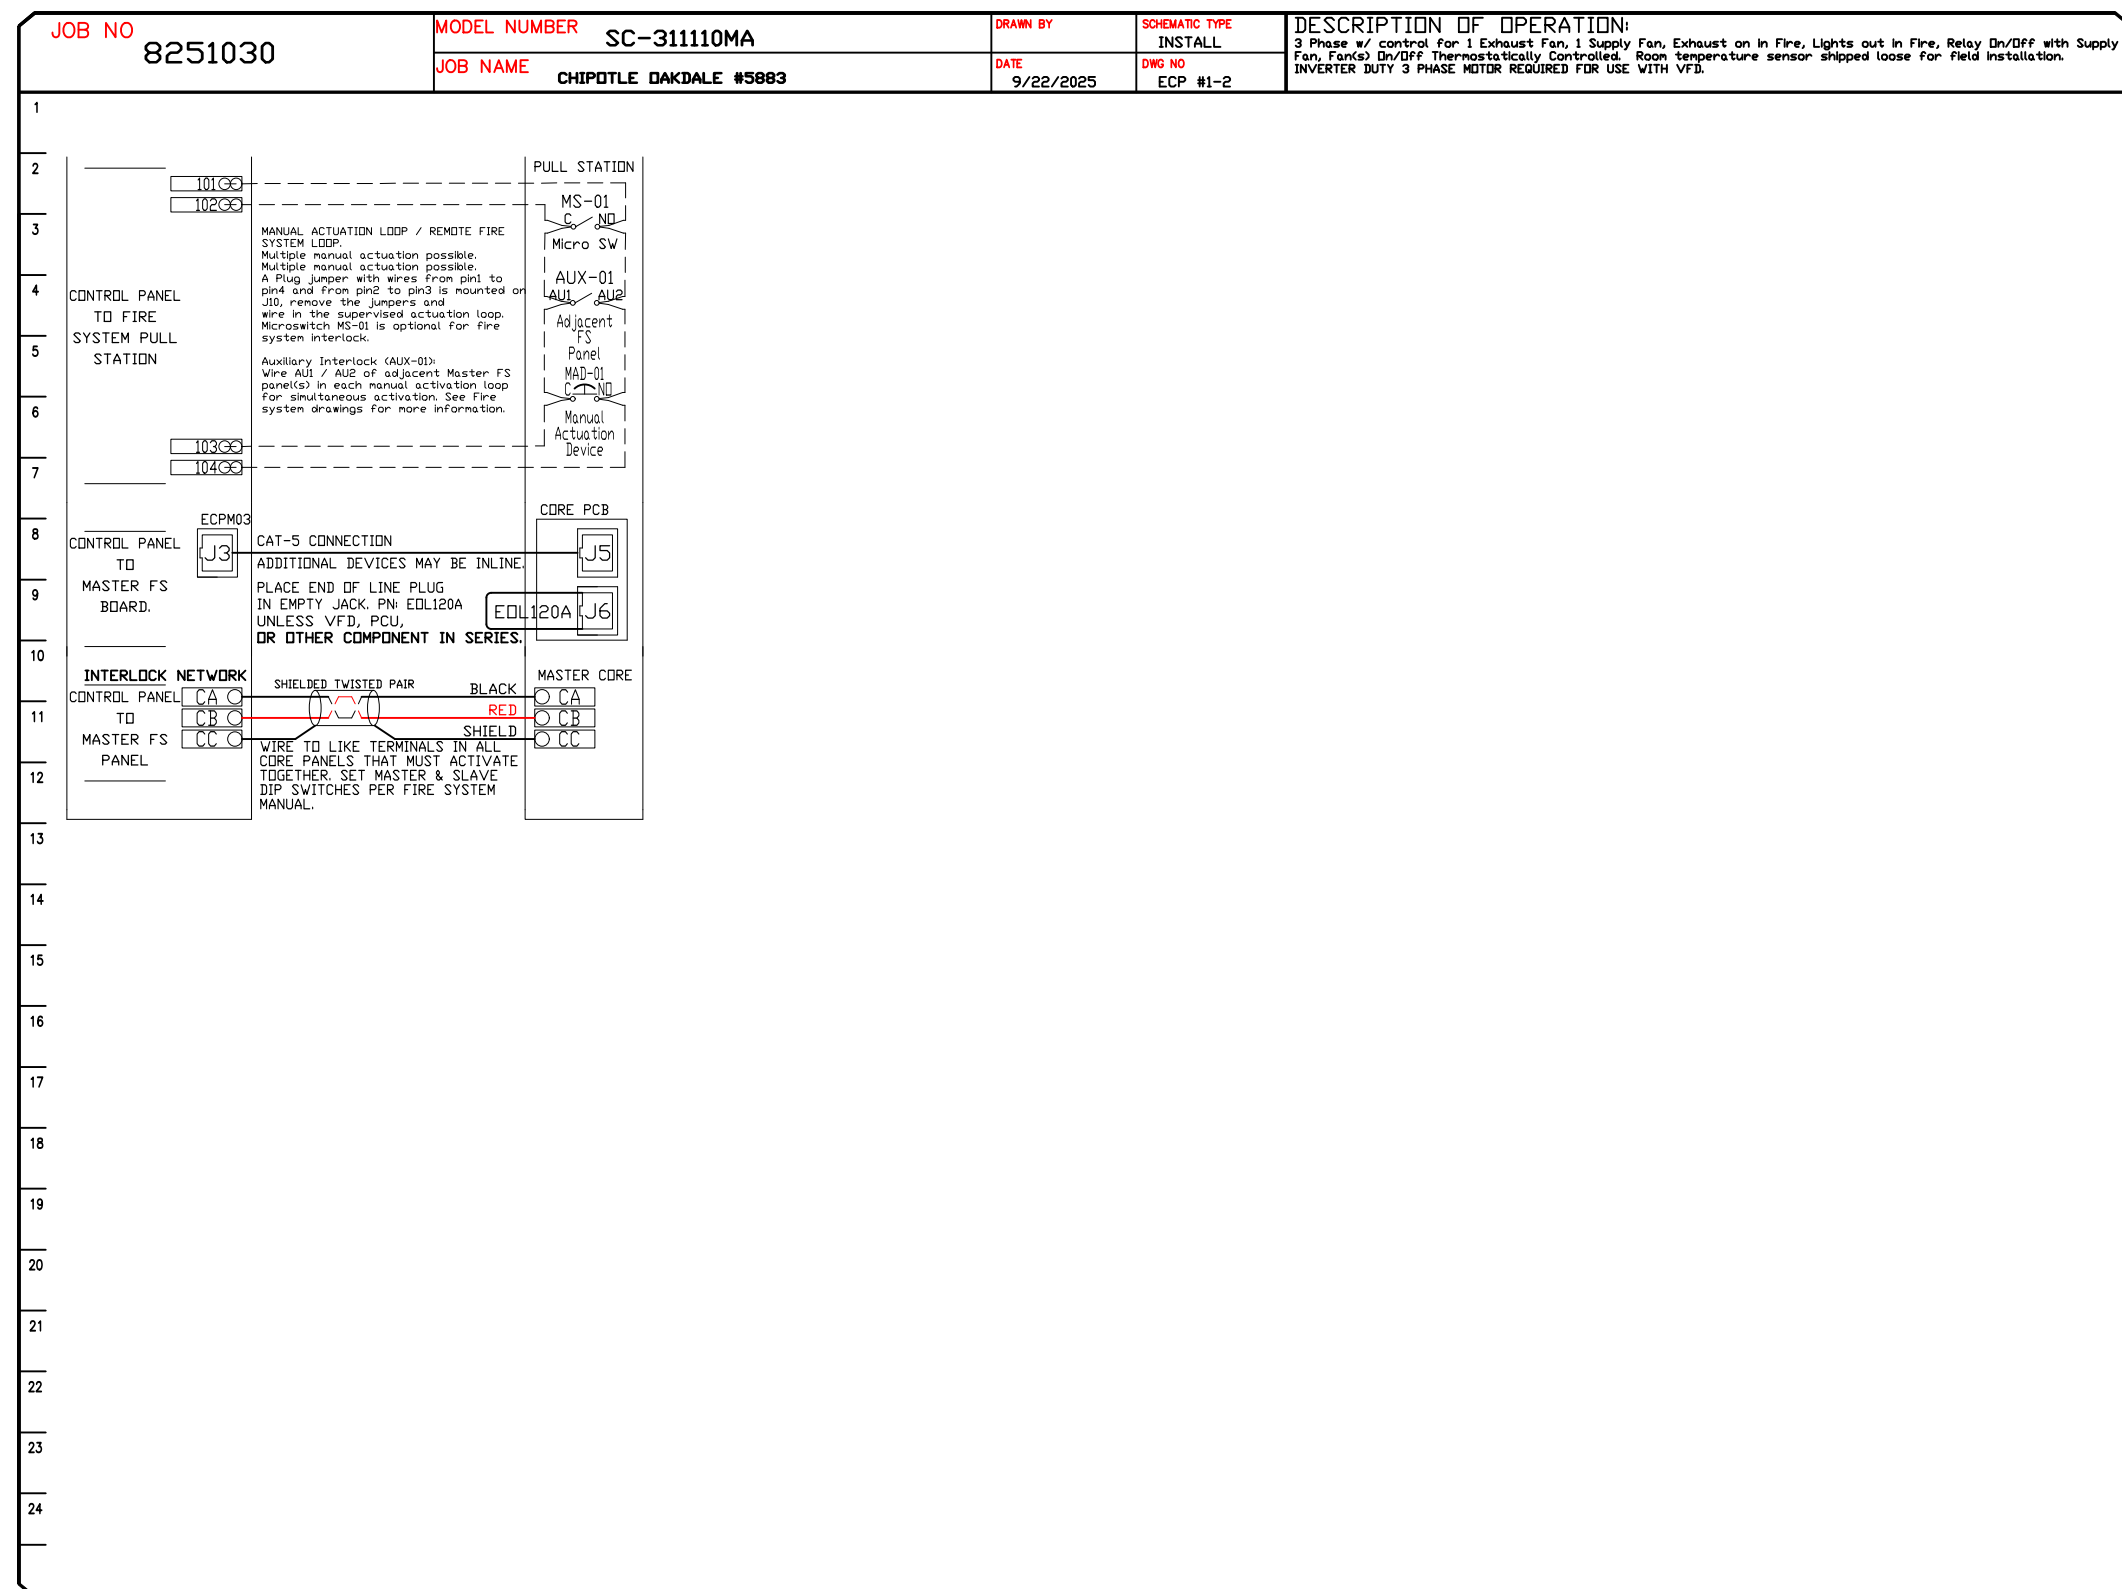 JOB NO
8251030
MODEL NUMBER
SC-311110MA
JOB NAME
CHIPOTLE OAKDALE #5883
DRAWN BY
DATE
9/22/2025
SCHEMATIC TYPE
INSTALL
DWG NO
ECP #1-2
DESCRIPTION OF OPERATION:
3 Phase w/ control for 1 Exhaust Fan, 1 Supply Fan, Exhaust on in Fire, Lights out in Fire, Relay On/Off with Supply
Fan, Fan(s) On/Off Thermostatically Controlled. Room temperature sensor shipped loose for field installation.
INVERTER DUTY 3 PHASE MOTOR REQUIRED FOR USE WITH VFD.
1
2
3
4
5
6
7
8
9
10
11
12
13
14
15
16
17
18
19
20
21
22
23
24
CONTROL PANEL
TO FIRE
SYSTEM PULL
STATION
101
102
103
104
MANUAL ACTUATION LOOP / REMOTE FIRE
SYSTEM LOOP.
Multiple manual actuation possible.
Multiple manual actuation possible.
A Plug jumper with wires from pin1 to
pin4 and from pin2 to pin3 is mounted on
J10, remove the jumpers and
wire in the supervised actuation loop.
Microswitch MS-01 is optional for fire
system interlock.
Auxiliary Interlock (AUX-01):
Wire AU1 / AU2 of adjacent Master FS
panel(s) in each manual activation loop
for simultaneous activation. See Fire
system drawings for more information.
PULL STATION
MS-01
C NO
Micro SW
AUX-01
AU1 AU2
Adjacent
FS
Panel
MAD-01
C NO
Manual
Actuation
Device
CONTROL PANEL
TO
MASTER FS
BOARD.
ECPM03
J3
CAT-5 CONNECTION
ADDITIONAL DEVICES MAY BE INLINE.
PLACE END OF LINE PLUG
IN EMPTY JACK. PN: EOL120A
UNLESS VFD, PCU,
OR OTHER COMPONENT IN SERIES.
CORE PCB
J5
EOL120A
J6
INTERLOCK NETWORK
CONTROL PANEL
TO
MASTER FS
PANEL
CA
CB
CC
SHIELDED TWISTED PAIR
BLACK
RED
SHIELD
WIRE TO LIKE TERMINALS IN ALL
CORE PANELS THAT MUST ACTIVATE
TOGETHER. SET MASTER & SLAVE
DIP SWITCHES PER FIRE SYSTEM
MANUAL.
MASTER CORE
CA
CB
CC